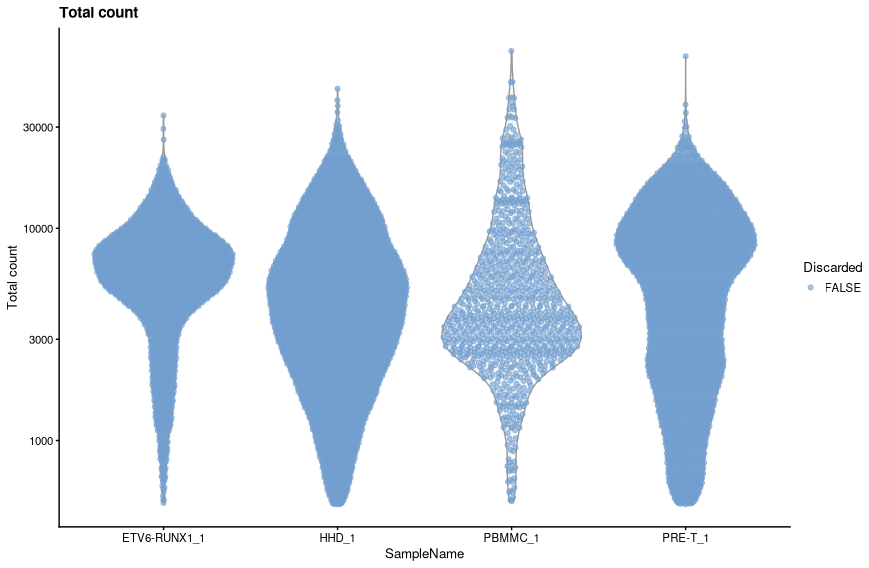 Total count
30000
10000
3000
1000
Total count
ETV6-RUNX1_1 HHD_1 PBMMC_1 PRE-T_1
SampleName
Discarded
FALSE